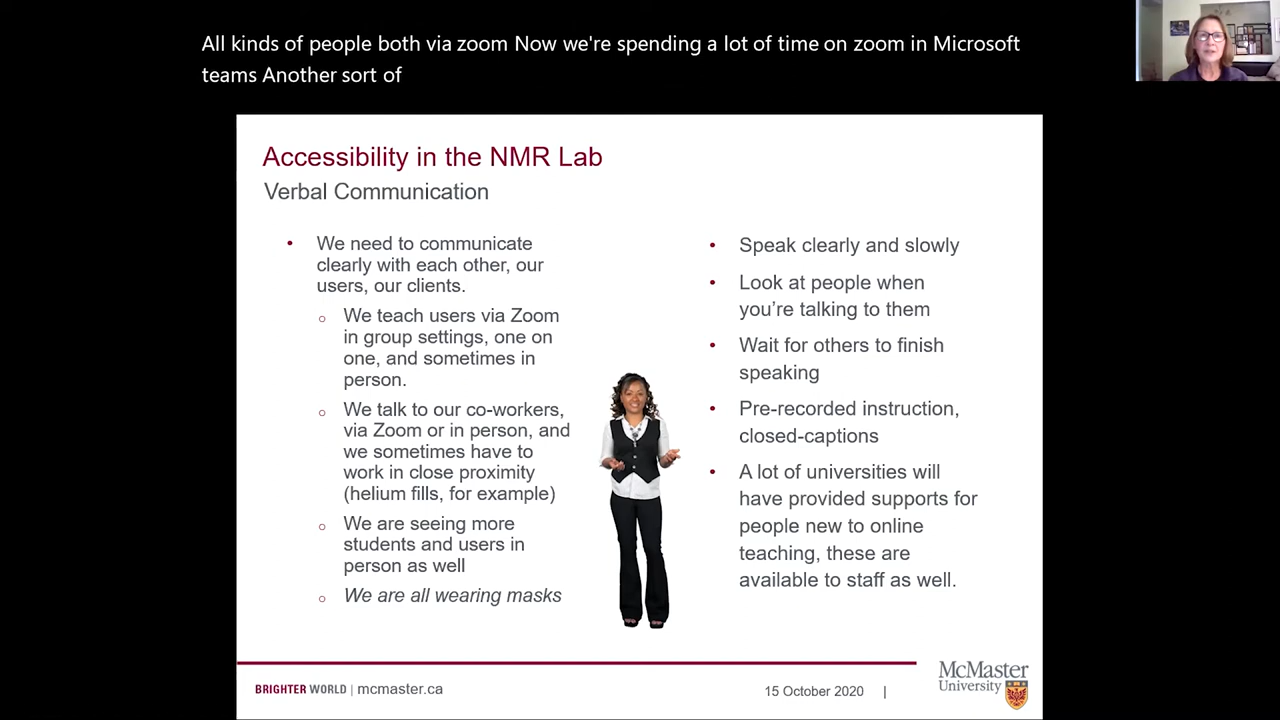 All kinds of people both via zoom Now we're spending a lot of time on zoom in Microsoft
teams Another sort of
Accessibility in the NMR Lab
Verbal Communication
• We need to communicate
clearly with each other, our
users, our clients.
o We teach users via Zoom
in group settings, one on
one, and sometimes in
person.
o We talk to our co-workers,
via Zoom or in person, and
we sometimes have to
work in close proximity
(helium fills, for example)
o We are seeing more
students and users in
person as well
o We are all wearing masks
• Speak clearly and slowly
• Look at people when
you're talking to them
• Wait for others to finish
speaking
• Pre-recorded instruction,
closed-captions
• A lot of universities will
have provided supports for
people new to online
teaching, these are
available to staff as well.
BRIGHTER WORLD | mcmaster.ca
15 October 2020 |
McMaster
University